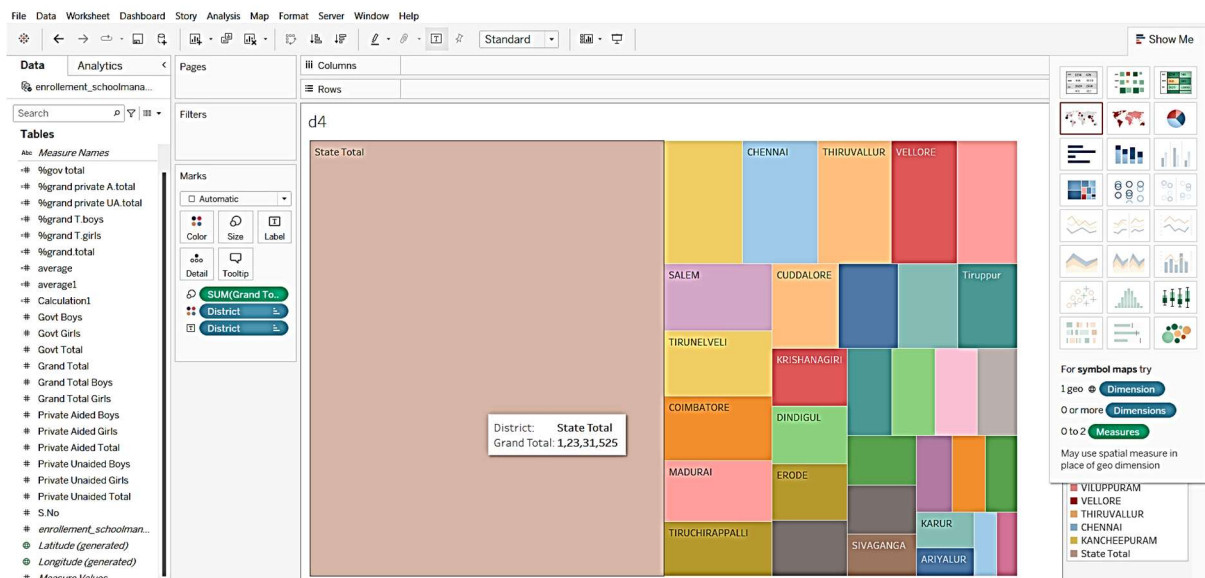 File Data Worksheet Dashboard Story Analysis Map Format Server Window Help
Standard
Show Me
Data Analytics
enrollement_schoolmana...
Search
Tables
Abc Measure Names
%gov total
%grand private A.total
%grand private UA.total
%grand T.boys
%grand T.girls
%grand.total
average
average1
Calculation1
Govt Boys
Govt Girls
Govt Total
Grand Total
Grand Total Boys
Grand Total Girls
Private Aided Boys
Private Aided Girls
Private Aided Total
Private Unaided Boys
Private Unaided Girls
Private Unaided Total
S.No
enrollement_schoolman...
Latitude (generated)
Longitude (generated)
Measure Values
Pages
Filters
Marks
Automatic
Color Size Label
Detail Tooltip
SUM(Grand To..
District
District
Columns
Rows
d4
State Total
CHENNAI
THIRUVALLUR
VELLORE
SALEM
CUDDALORE
Tiruppur
TIRUNELVELI
KRISHANAGIRI
COIMBATORE
DINDIGUL
MADURAI
ERODE
TIRUCHIRAPPALLI
SIVAGANGA
KARUR
ARIYALUR
District: State Total
Grand Total: 1,23,31,525
For symbol maps try
1 geo Dimension
0 or more Dimensions
0 to 2 Measures
May use spatial measure in
place of geo dimension
VILUPPURAM
VELLORE
THIRUVALLUR
CHENNAI
KANCHEEPURAM
State Total